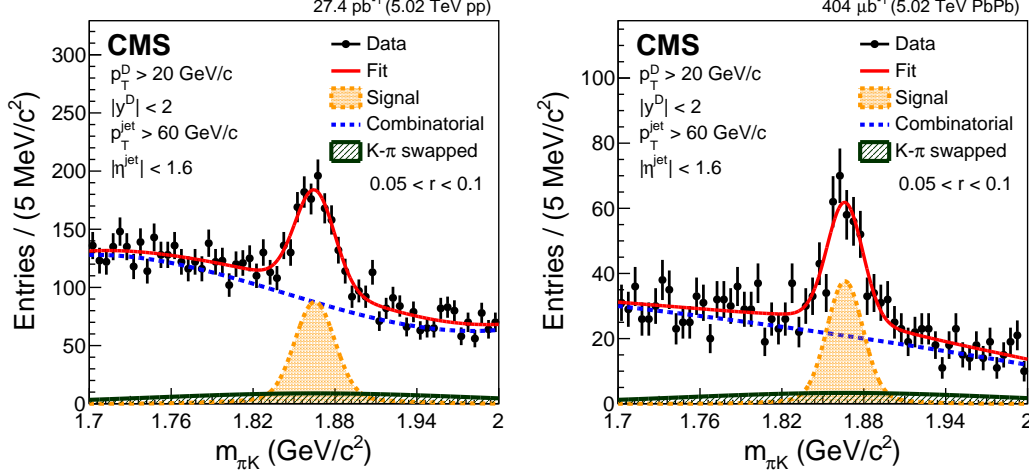 27.4 pb⁻¹ (5.02 TeV pp)
CMS
p_T^D > 20 GeV/c
|y^D| < 2
p_T^jet > 60 GeV/c
|η^jet| < 1.6
Data
Fit
Signal
Combinatorial
K-π swapped
0.05 < r < 0.1
Entries / (5 MeV/c²)
300
250
200
150
100
50
0
1.7 1.76 1.82 1.88 1.94 2
m_πK (GeV/c²)
404 μb⁻¹ (5.02 TeV PbPb)
CMS
p_T^D > 20 GeV/c
|y^D| < 2
p_T^jet > 60 GeV/c
|η^jet| < 1.6
Data
Fit
Signal
Combinatorial
K-π swapped
0.05 < r < 0.1
Entries / (5 MeV/c²)
100
80
60
40
20
0
1.7 1.76 1.82 1.88 1.94 2
m_πK (GeV/c²)